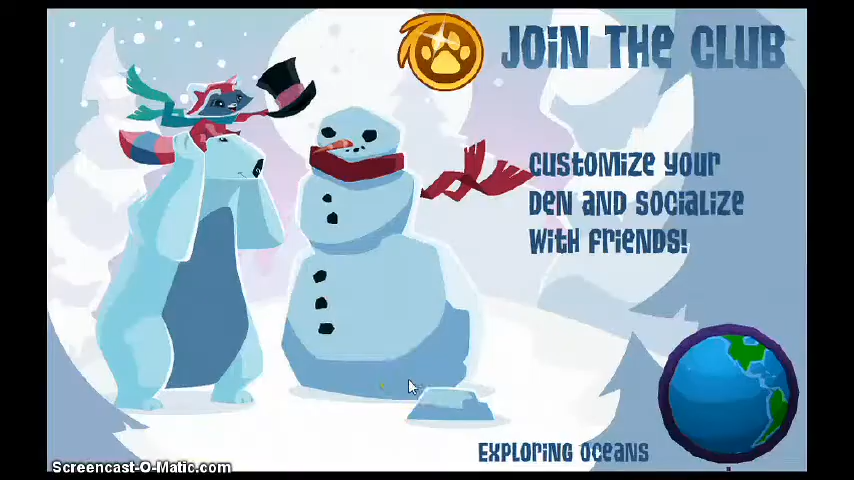 JOIN THE CLUB
CUSTOMIZE YOUR
DEN AND SOCIALIZE
WITH FRIENDS!
EXPLORING OCEANS
Screencast-O-Matic.com